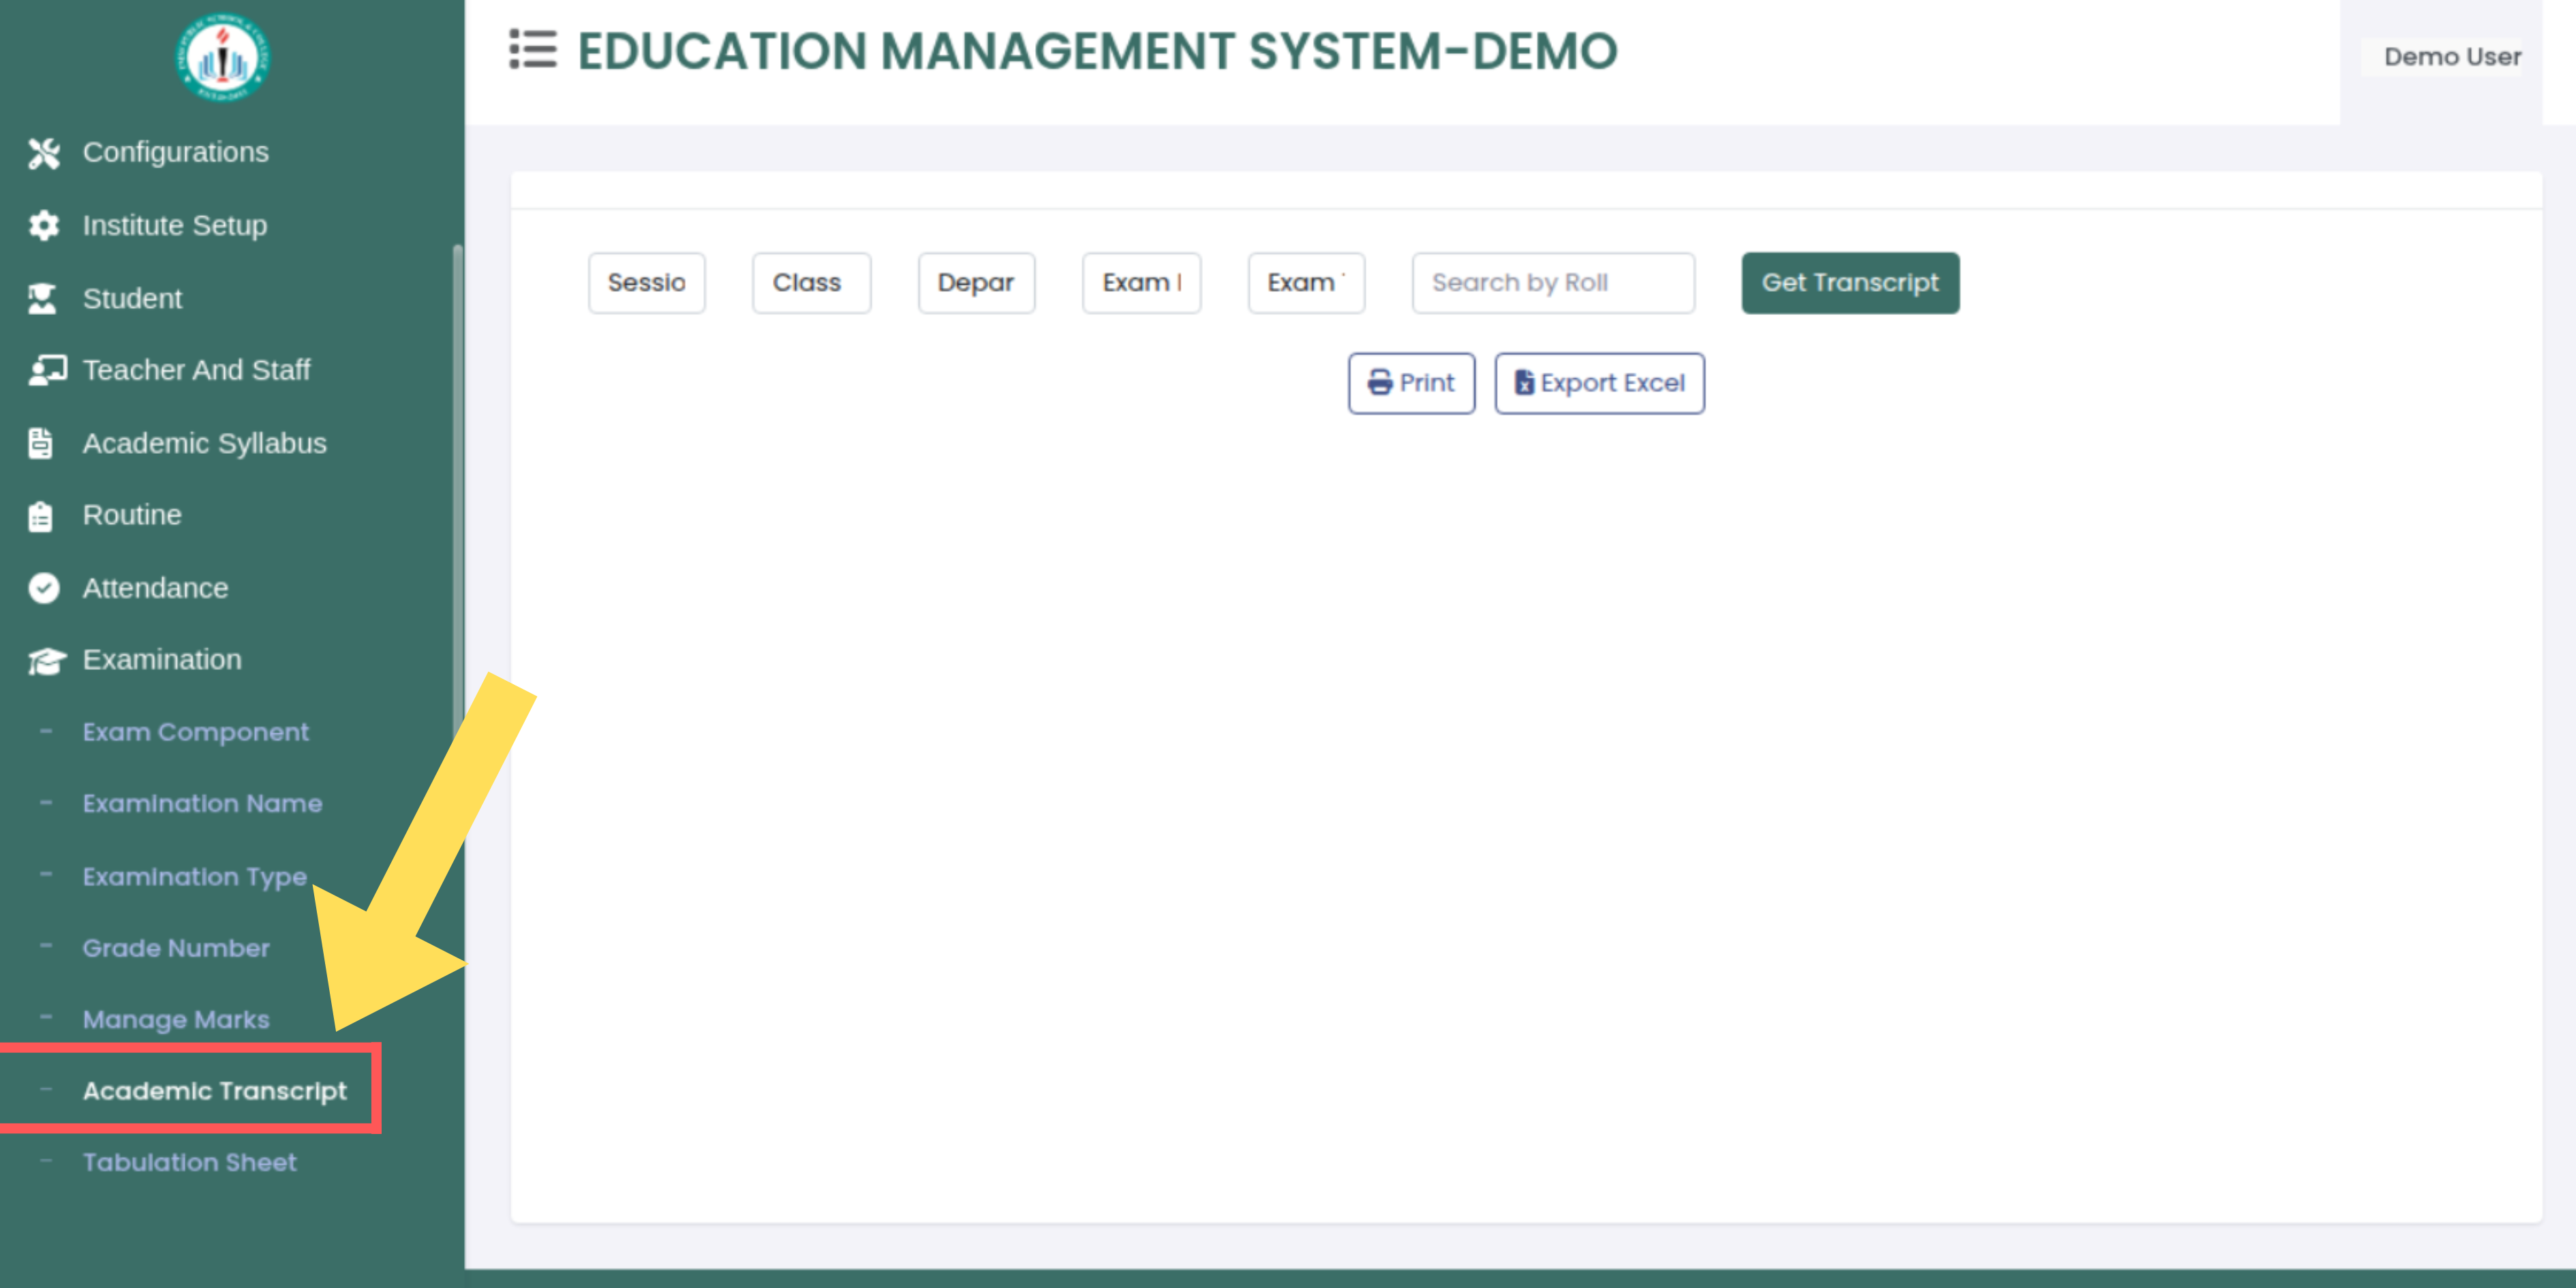 EDUCATION MANAGEMENT SYSTEM-DEMO
Demo User
Configurations
Institute Setup
Student
Teacher And Staff
Academic Syllabus
Routine
Attendance
Examination
- Exam Component
- Examination Name
- Examination Type
- Grade Number
- Manage Marks
- Academic Transcript
- Tabulation Sheet
Sessio Class Depar Exam Exam Search by Roll Get Transcript
Print Export Excel